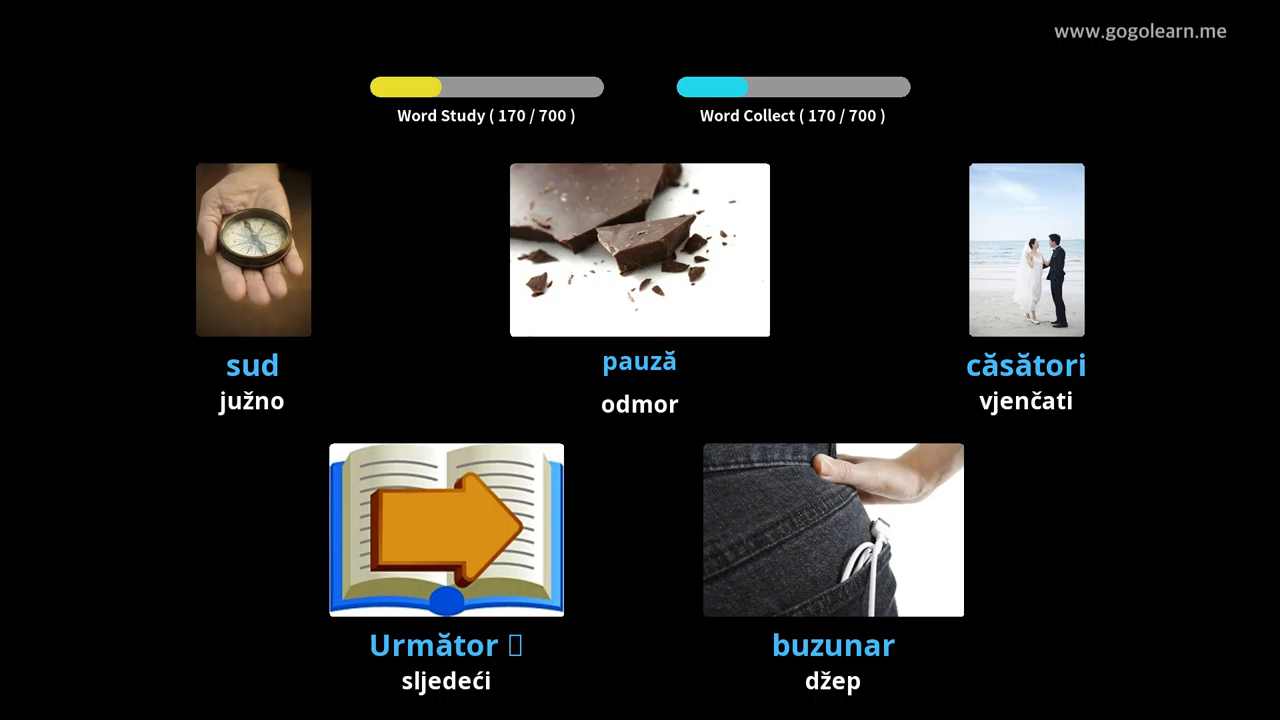 www.gogolearn.me
Word Study ( 170 / 700 )
Word Collect ( 170 / 700 )
sud
južno
pauză
odmor
căsători
vjenčati
Următor
sljedeći
buzunar
džep